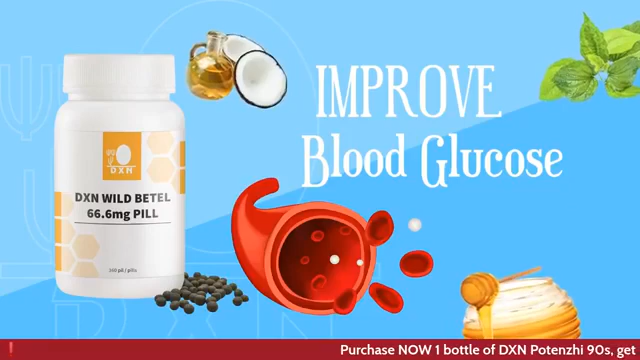 IMPROVE
Blood Glucose
DXN
DXN WILD BETEL
66.6mg PILL
DXN
Purchase NOW 1 bottle of DXN Potenzhi 90s, get